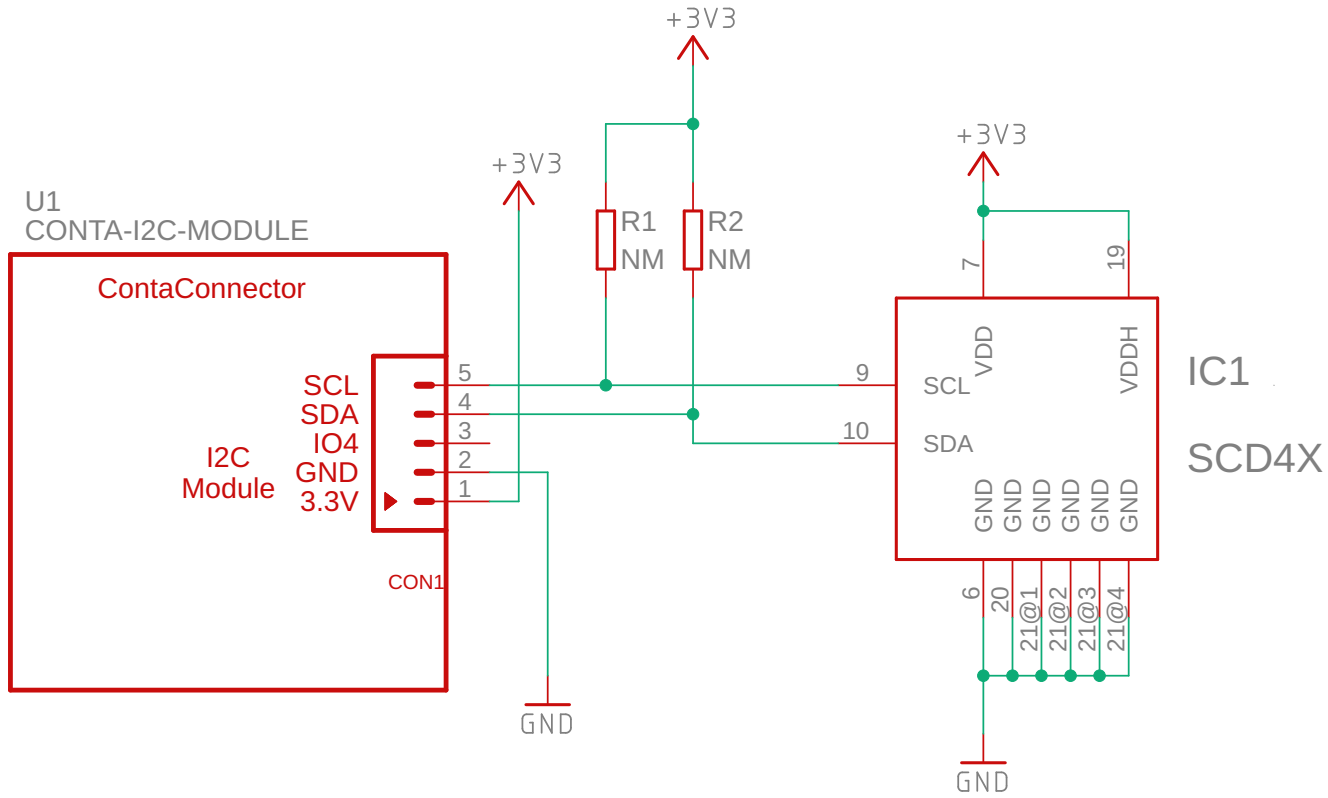 +3V3
+3V3
+3V3
U1
CONTA-I2C-MODULE
ContaConnector
R1
NM
R2
NM
7
19
VDD
VDDH
IC1
SCD4X
SCL
5
9
SCL
SDA
4
10
SDA
IO4
3
I2C
Module
GND
2
3.3V
1
GND
GND
GND
GND
GND
GND
CON1
6
20
21@1
21@2
21@3
21@4
GND
GND